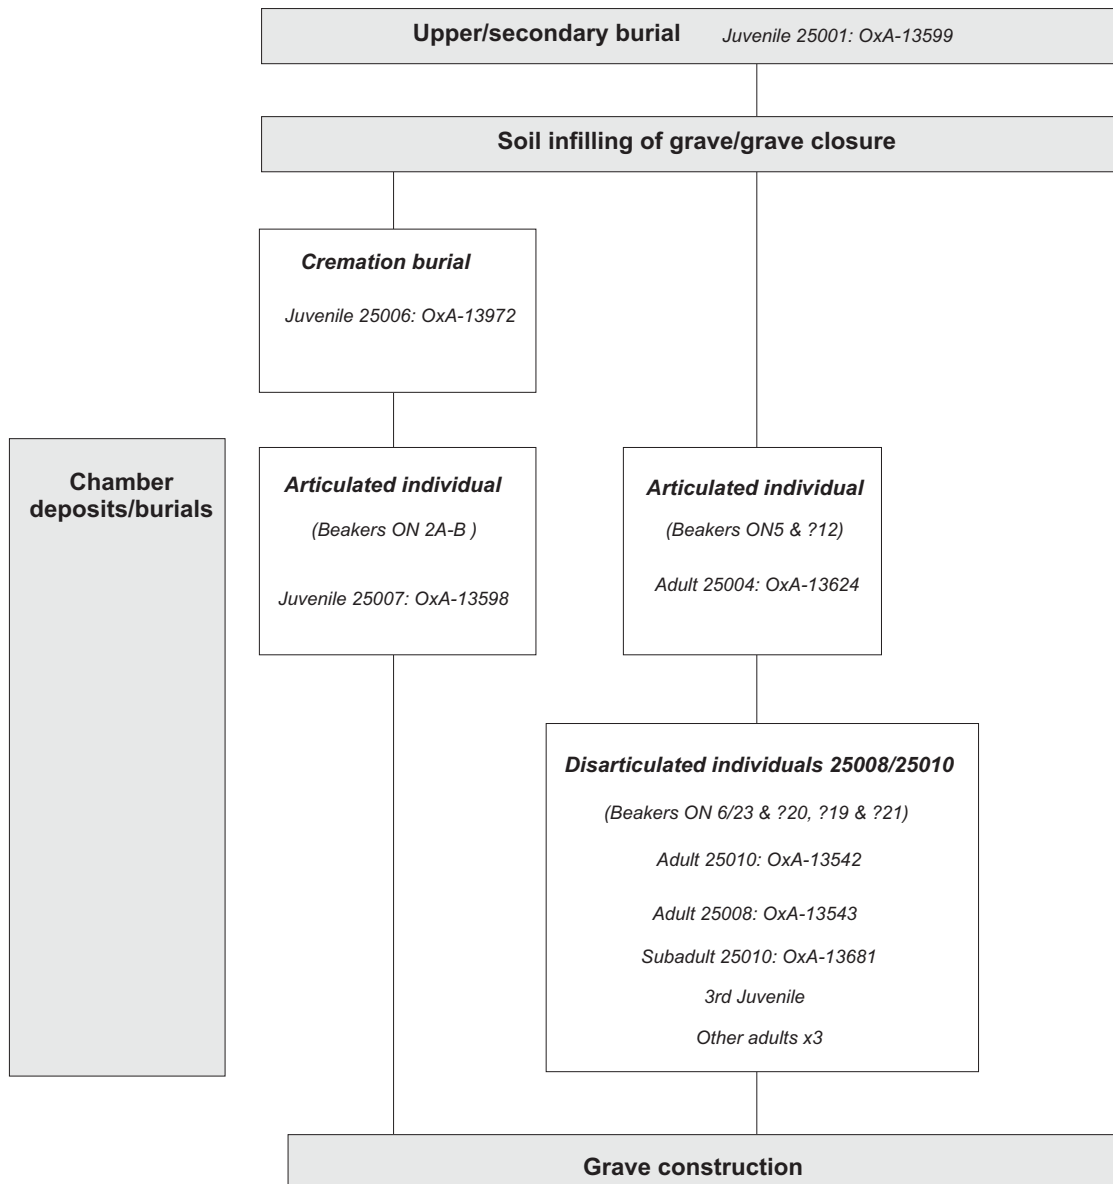 Upper/secondary burial Juvenile 25001: OxA-13599
Soil infilling of grave/grave closure
Cremation burial
Juvenile 25006: OxA-13972
Chamber
deposits/burials
Articulated individual
(Beakers ON 2A-B )
Juvenile 25007: OxA-13598
Articulated individual
(Beakers ON5 & ?12)
Adult 25004: OxA-13624
Disarticulated individuals 25008/25010
(Beakers ON 6/23 & ?20, ?19 & ?21)
Adult 25010: OxA-13542
Adult 25008: OxA-13543
Subadult 25010: OxA-13681
3rd Juvenile
Other adults x3
Grave construction